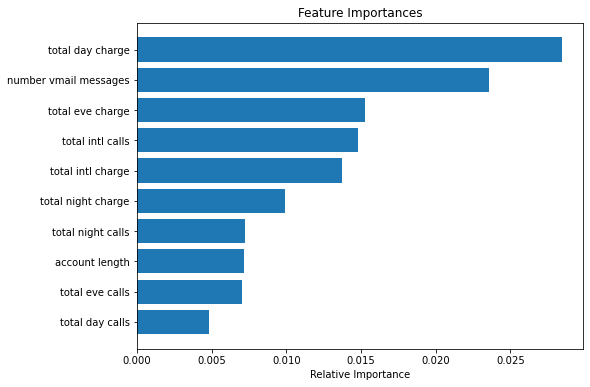 Feature Importances
total day charge
number vmail messages
total eve charge
total intl calls
total intl charge
total night charge
total night calls
account length
total eve calls
total day calls
0.000 0.005 0.010 0.015 0.020 0.025
Relative Importance